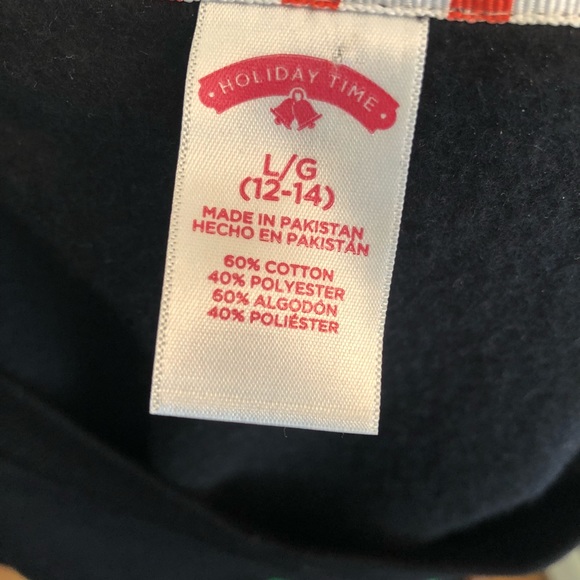 • HOLIDAY TIME •
L/G
(12-14)
MADE IN PAKISTAN
HECHO EN PAKISTÁN
60% COTTON
40% POLYESTER
60% ALGODÓN
40% POLIÉSTER